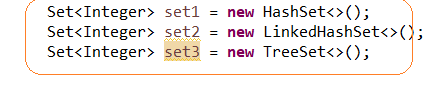 Set<Integer> set1 = new HashSet<>();
Set<Integer> set2 = new LinkedHashSet<>();
Set<Integer> set3 = new TreeSet<>();